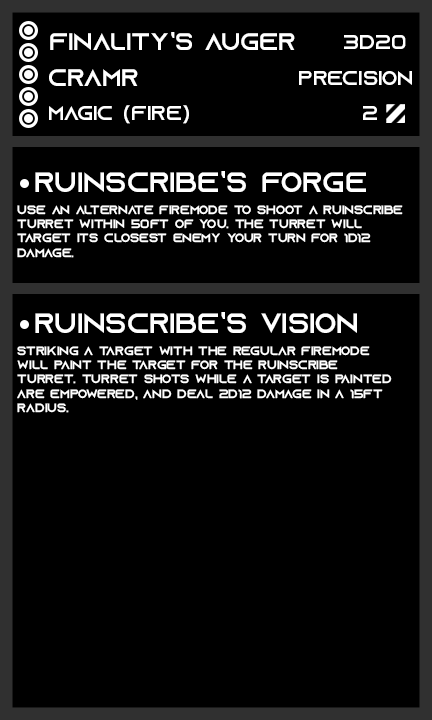 FINALITY'S AUGER 3D20
CRAMR PRECISION
MAGIC (FIRE) 2
•RUINSCRIBE'S FORGE
USE AN ALTERNATE FIREMODE TO SHOOT A RUINSCRIBE
TURRET WITHIN 50FT OF YOU. THE TURRET WILL
TARGET ITS CLOSEST ENEMY YOUR TURN FOR 1D12
DAMAGE.
•RUINSCRIBE'S VISION
STRIKING A TARGET WITH THE REGULAR FIREMODE
WILL PAINT THE TARGET FOR THE RUINSCRIBE
TURRET. TURRET SHOTS WHILE A TARGET IS PAINTED
ARE EMPOWERED, AND DEAL 2D12 DAMAGE IN A 15FT
RADIUS.